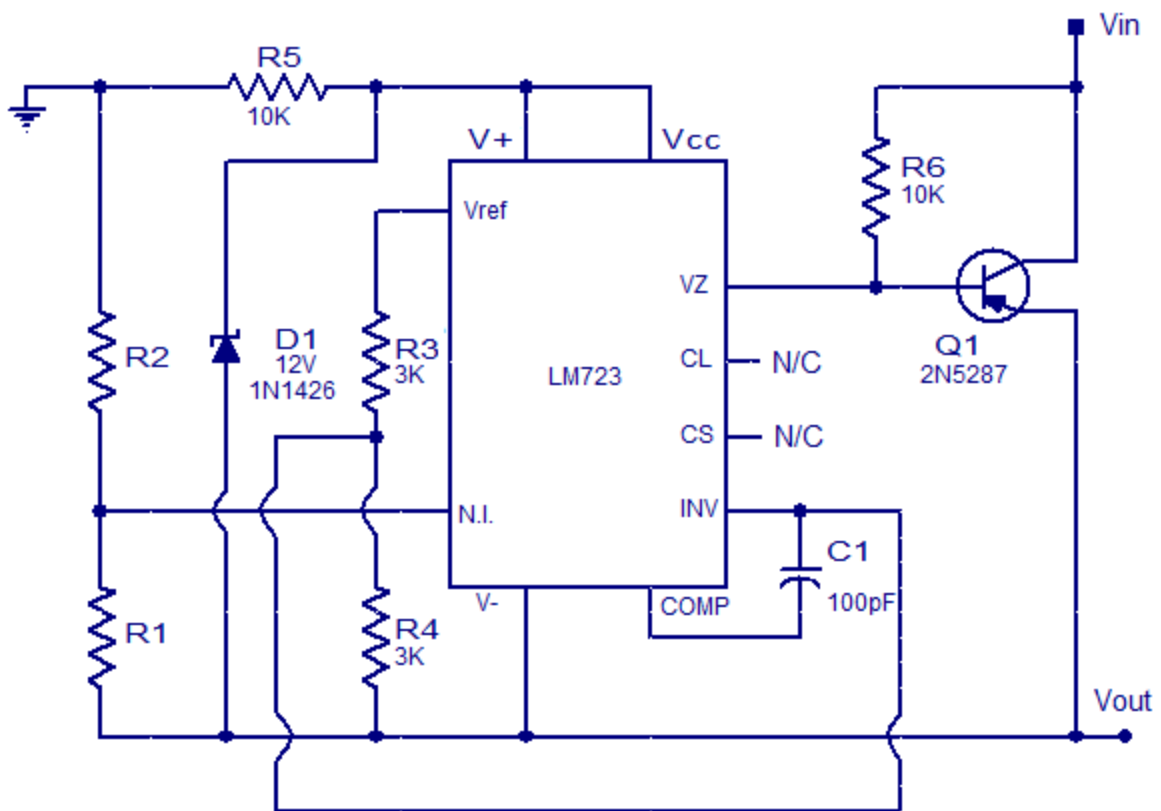 Vin
R5
10K
V+
Vcc
R6
10K
Vref
VZ
D1
12V
1N1426
R2
R3
3K
LM723
CL
N/C
Q1
2N5287
CS
N/C
N.I.
INV
C1
100pF
V-
COMP
R1
R4
3K
Vout